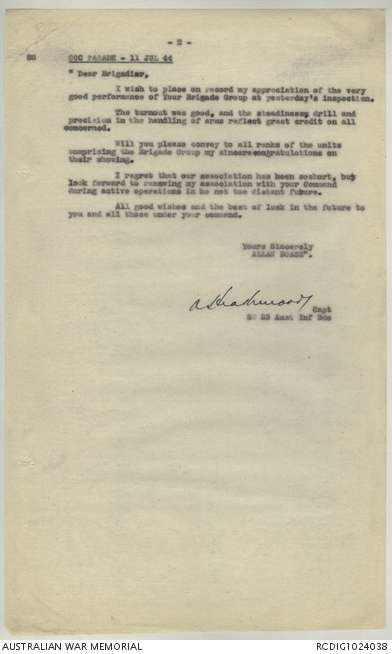 - 2 -
GOC PARADE - 11 JUL 44
" Dear Brigadier,
I wish to place on record my appreciation of the very
good performance of Your Brigade Group at yesterday's inspection.
The turnout was good, and the steadiness, drill and
precision in the handling of arms reflect great credit on all
concerned.
Will you please convey to all ranks of the units
comprising the Brigade Group my sincere congratulations on
their showing.
I regret that our association has been so short, but
look forward to renewing my association with your Command
during active operations in he not too distant future.
All good wishes and the best of luck in the future to
you and all those under your command.
Yours Sincerely
ALLAN BOASE".
Capt
23 Aust Inf Bde
AUSTRALIAN WAR MEMORIAL
RCDIG1024038